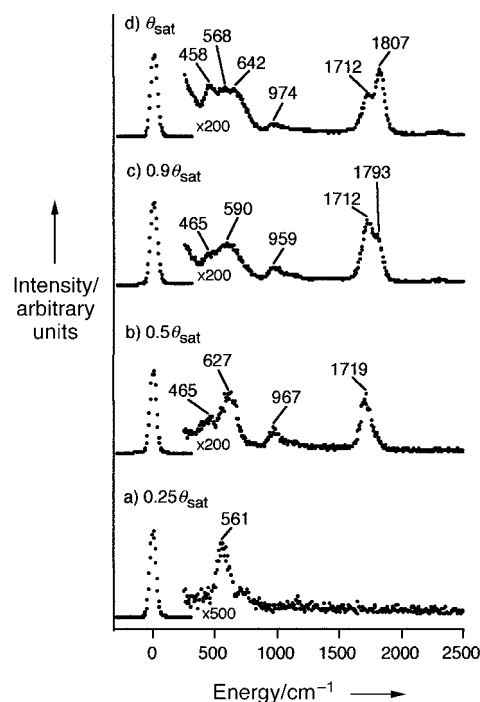 d) θsat
458
568
642
974
1712
1807
x200
c) 0.9θsat
465
590
959
1712
1793
x200
Intensity/
arbitrary
units
b) 0.5θsat
465
627
967
1719
x200
a) 0.25θsat
561
x500
0 500 1000 1500 2000 2500
Energy/cm⁻¹